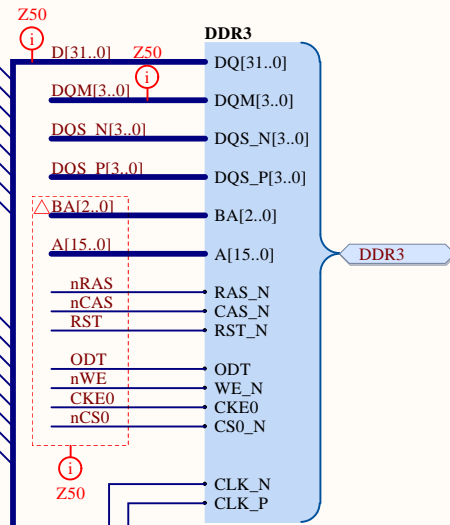 Z50
DDR3
i
D[31..0]
Z50
DQ[31..0]
i
DQM[3..0]
DQM[3..0]
DQS_N[3..0]
DQS_N[3..0]
DQS_P[3..0]
DQS_P[3..0]
BA[2..0]
BA[2..0]
A[15..0]
A[15..0]
DDR3
nRAS
RAS_N
nCAS
CAS_N
RST
RST_N
ODT
ODT
nWE
WE_N
CKE0
CKE0
nCS0
CS0_N
i
Z50
CLK_N
CLK_P